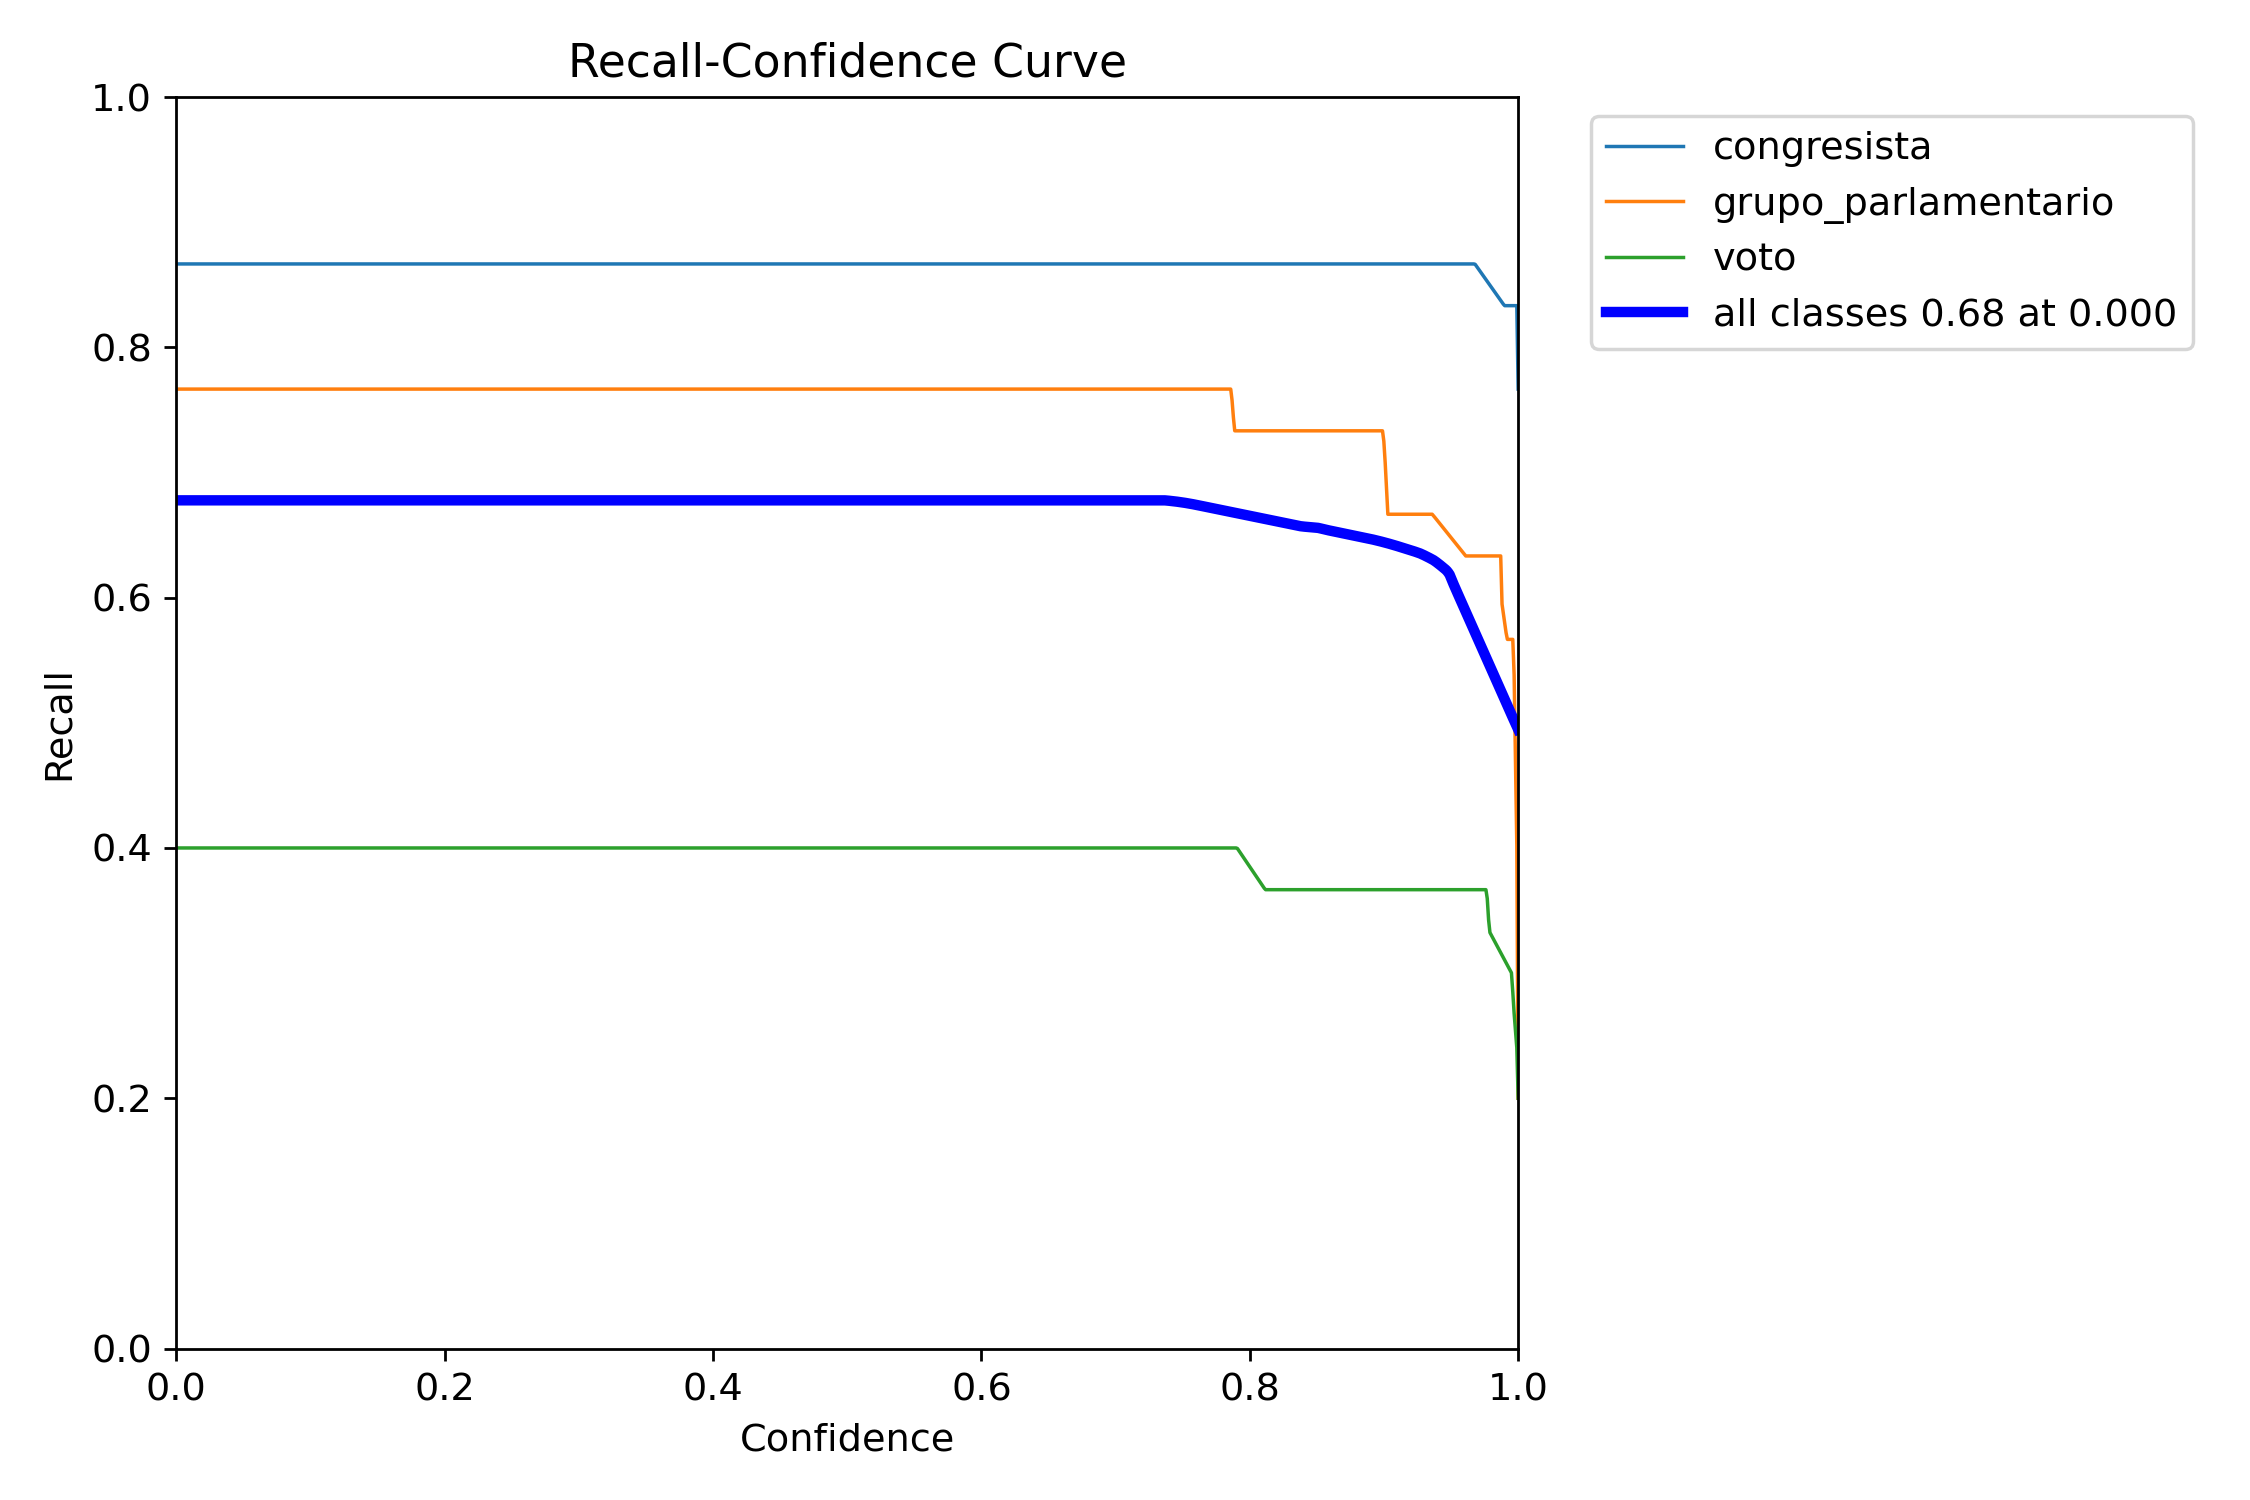 Recall-Confidence Curve
1.0
0.8
0.6
0.4
0.2
0.0
Recall
0.0 0.2 0.4 0.6 0.8 1.0
Confidence
congresista
grupo_parlamentario
voto
all classes 0.68 at 0.000